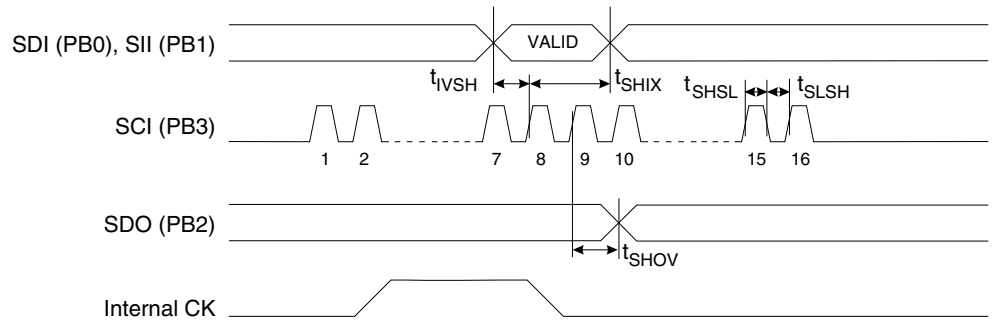 SDI (PB0), SII (PB1)
VALID
tIVSH
tSHIX
tSHSL
tSLSH
SCI (PB3)
1 2 7 8 9 10 15 16
SDO (PB2)
tSHOV
Internal CK